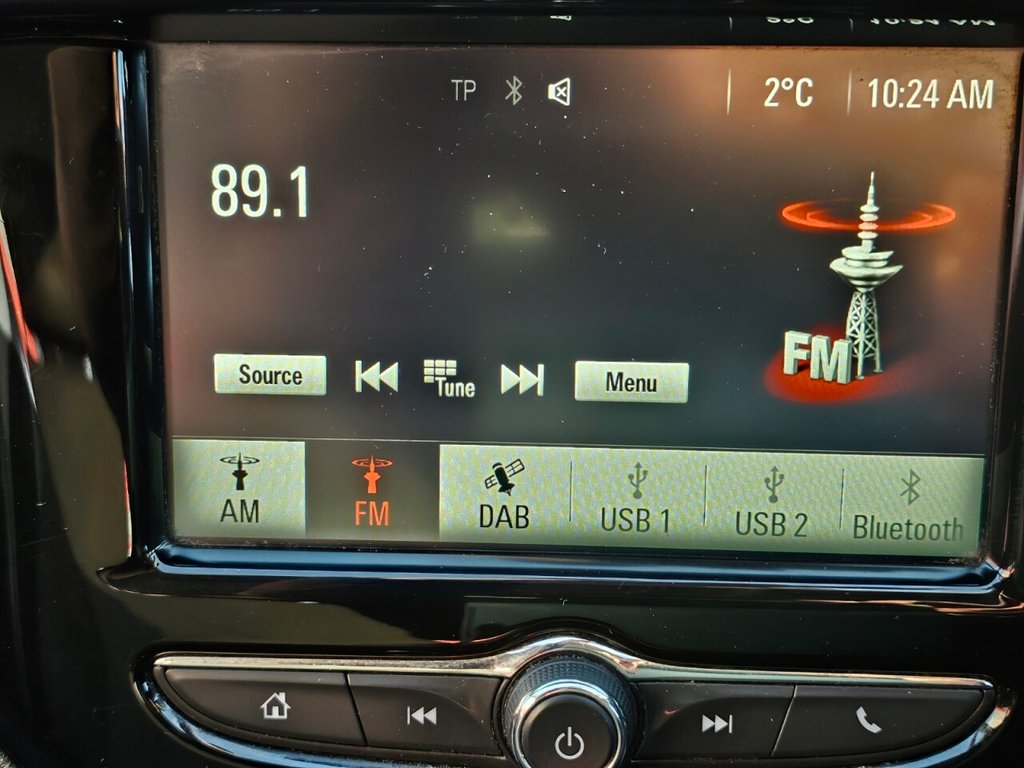 TP 2°C 10:24 AM
89.1
FM
Source Tune Menu
AM FM DAB USB 1 USB 2 Bluetooth